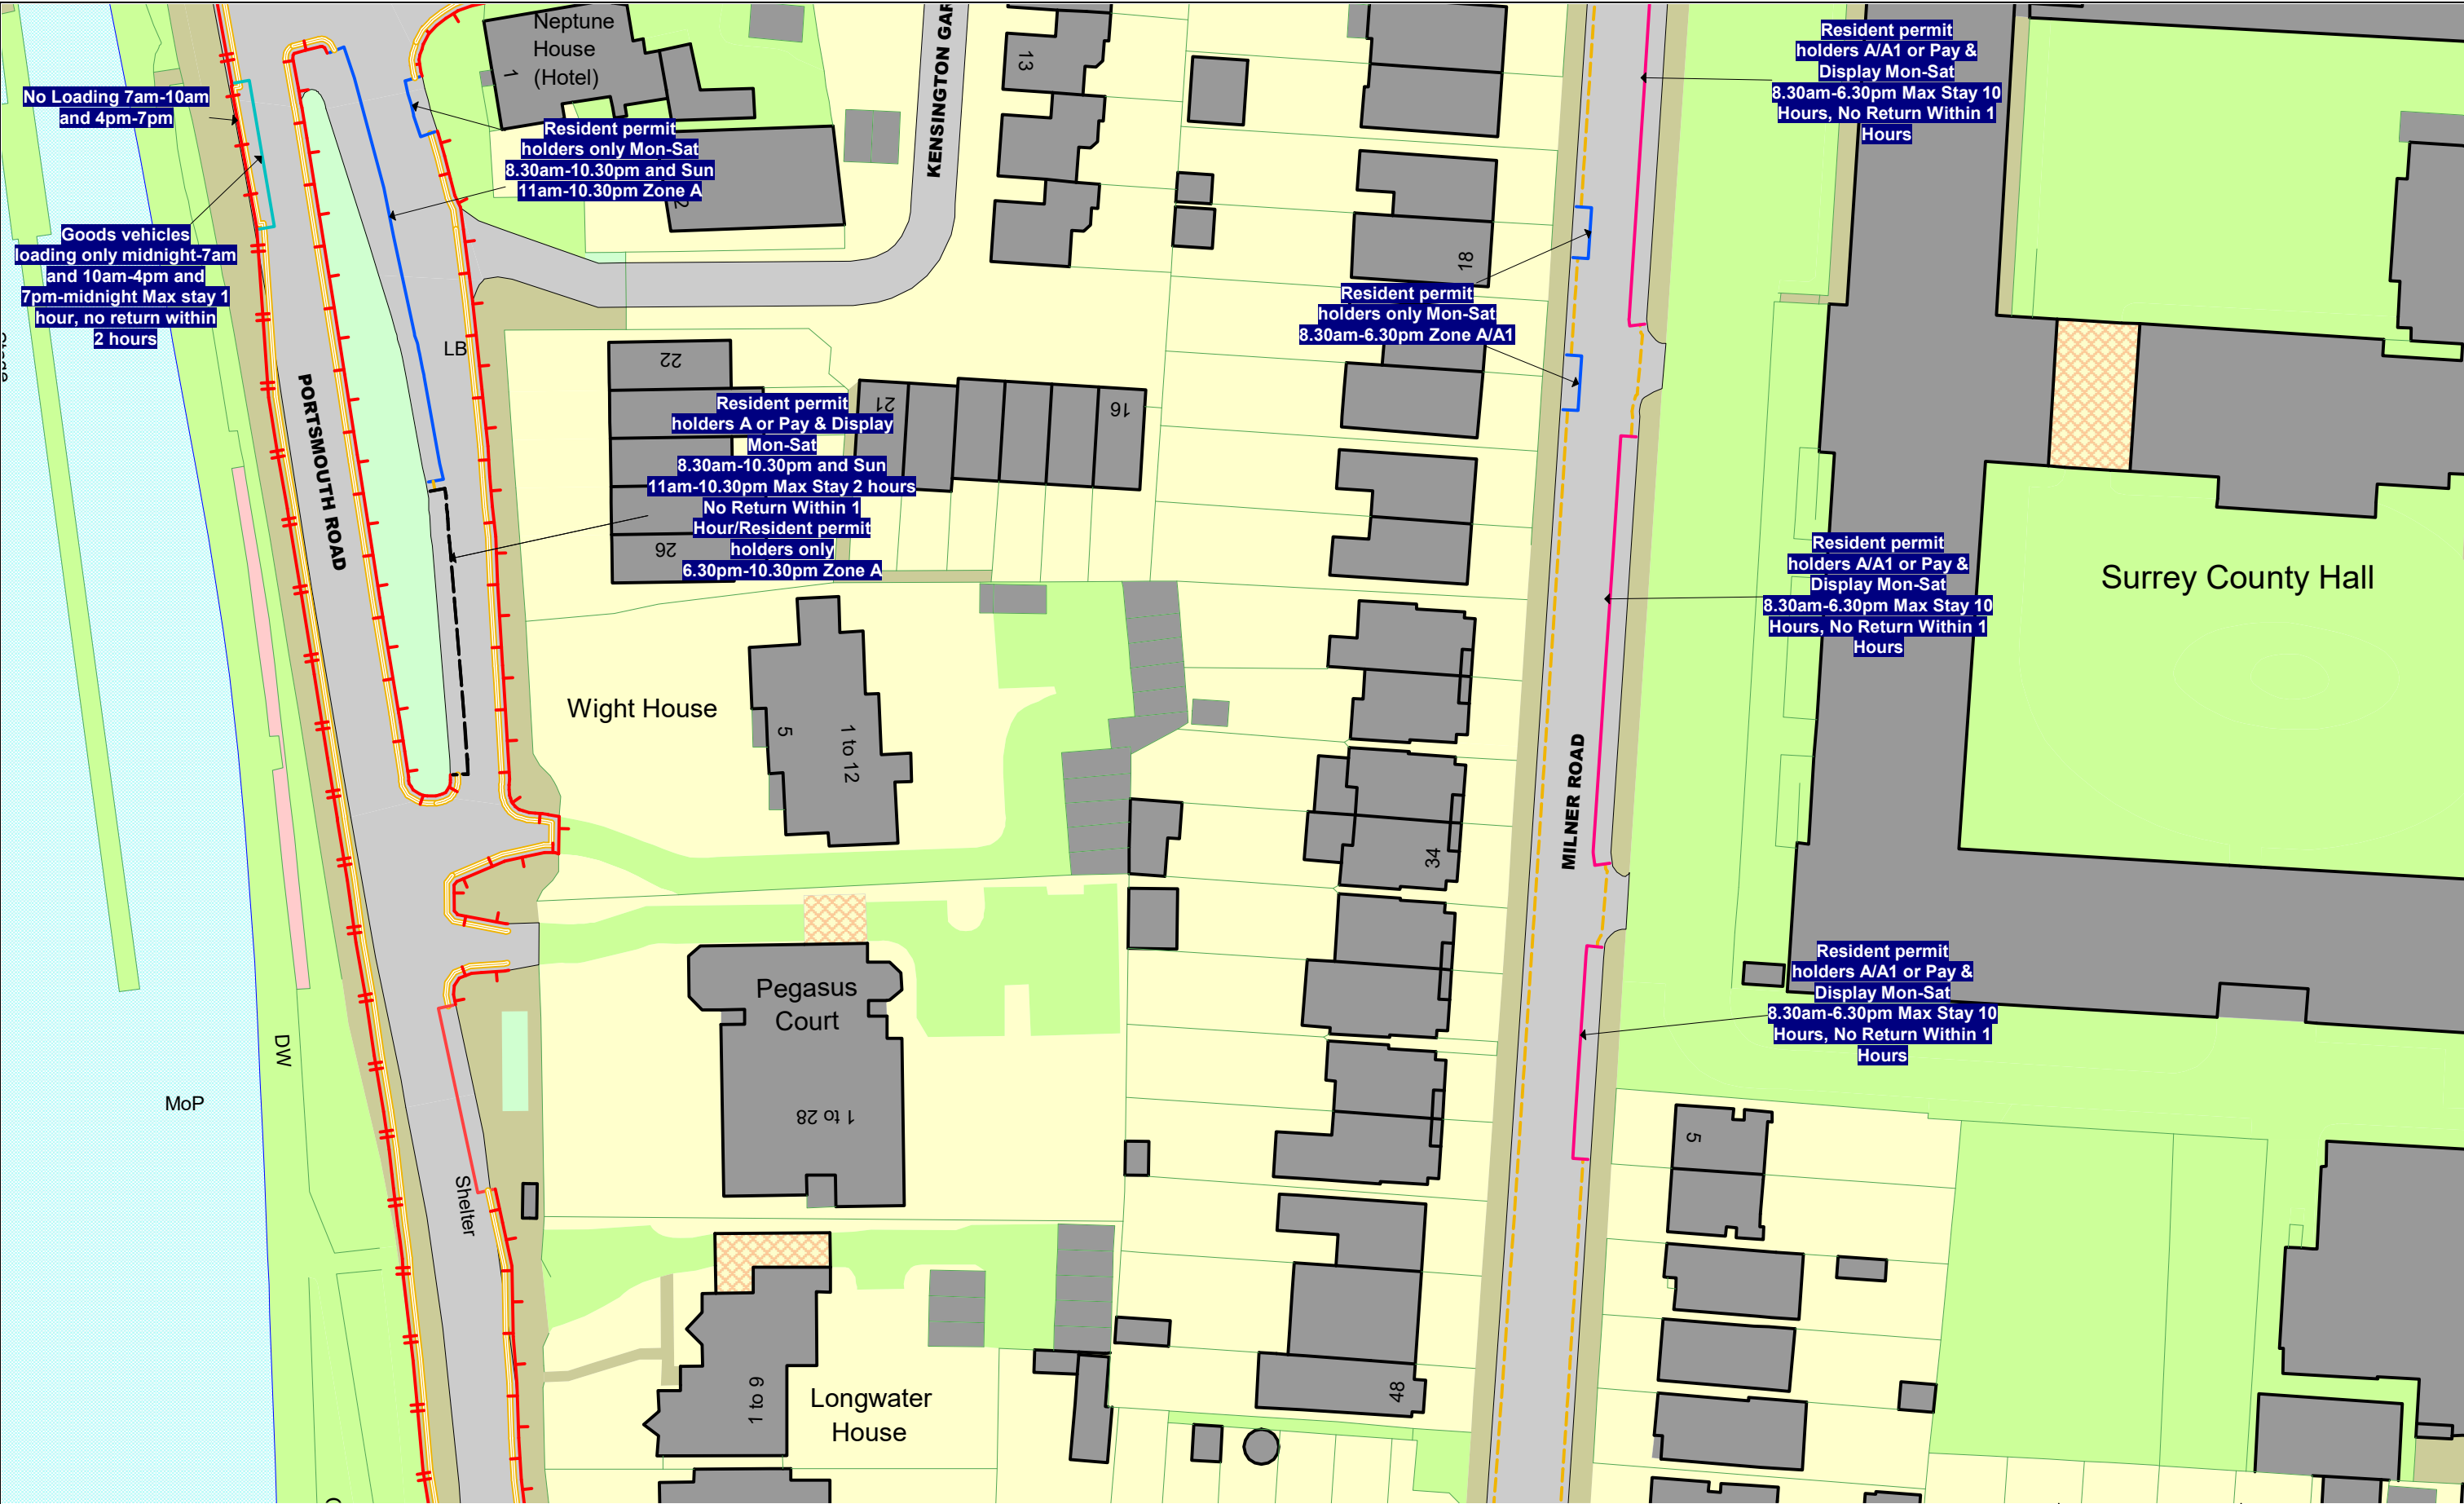 Neptune
House
(Hotel)
1
2
No Loading 7am-10am
and 4pm-7pm
Resident permit
holders only Mon-Sat
8.30am-10.30pm and Sun
11am-10.30pm Zone A
Goods vehicles
loading only midnight-7am
and 10am-4pm and
7pm-midnight Max stay 1
hour, no return within
2 hours
KENSINGTON GAR
13
18
Resident permit
holders A/A1 or Pay &
Display Mon-Sat
8.30am-6.30pm Max Stay 10
Hours, No Return Within 1
Hours
Resident permit
holders only Mon-Sat
8.30am-6.30pm Zone A/A1
LB
PORTSMOUTH ROAD
22
21
16
26
Resident permit
holders A or Pay & Display
Mon-Sat
8.30am-10.30pm and Sun
11am-10.30pm Max Stay 2 hours
No Return Within 1
Hour/Resident permit
holders only
6.30pm-10.30pm Zone A
Resident permit
holders A/A1 or Pay &
Display Mon-Sat
8.30am-6.30pm Max Stay 10
Hours, No Return Within 1
Hours
Surrey County Hall
Wight House
5
1 to 12
MILNER ROAD
34
Resident permit
holders A/A1 or Pay &
Display Mon-Sat
8.30am-6.30pm Max Stay 10
Hours, No Return Within 1
Hours
Pegasus
Court
1 to 28
DW
MoP
Shelter
5
1 to 9
Longwater
House
48